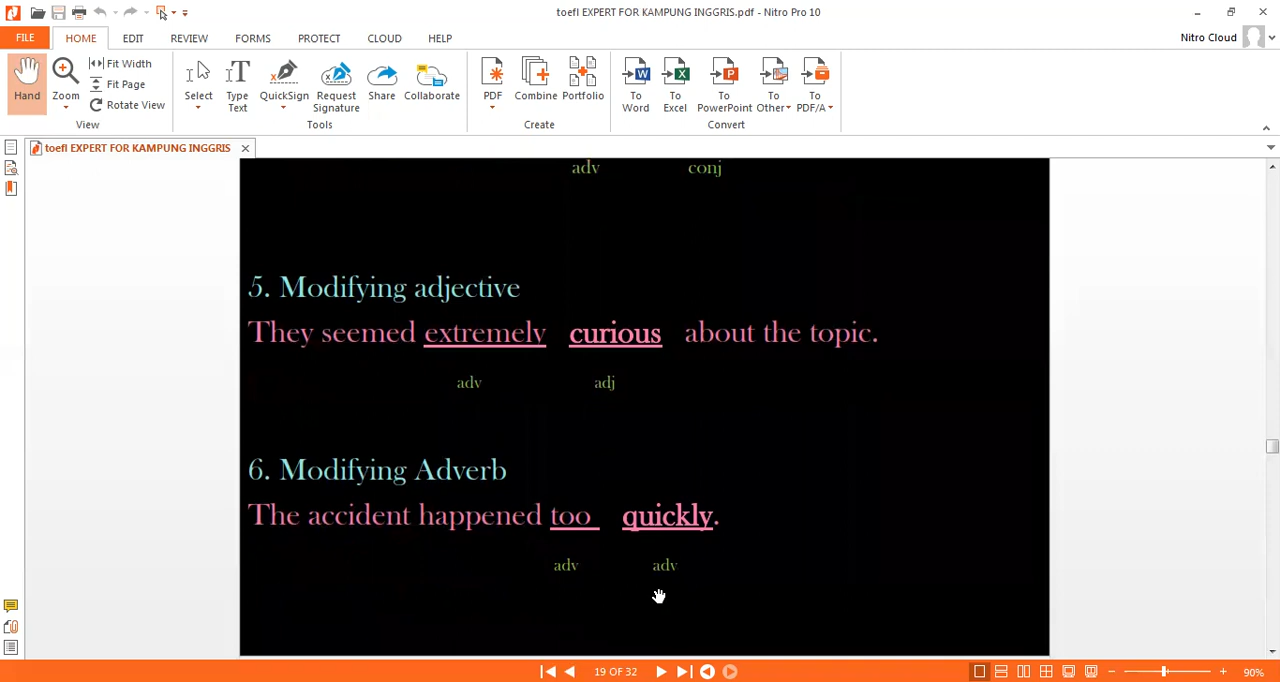 toefl EXPERT FOR KAMPUNG INGGRIS.pdf - Nitro Pro 10
FILE HOME EDIT REVIEW FORMS PROTECT CLOUD HELP
Nitro Cloud
Hand
Zoom
Fit Width
Fit Page
Rotate View
View
Select
Type Text
QuickSign
Request Signature
Share
Collaborate
Tools
PDF
Combine
Portfolio
Create
To Word
To Excel
To PowerPoint
To Other
To PDF/A
Convert
toefl EXPERT FOR KAMPUNG INGGRIS
adv conj
5. Modifying adjective
They seemed extremely curious about the topic.
adv adj
6. Modifying Adverb
The accident happened too quickly.
adv adv
19 OF 32
90%